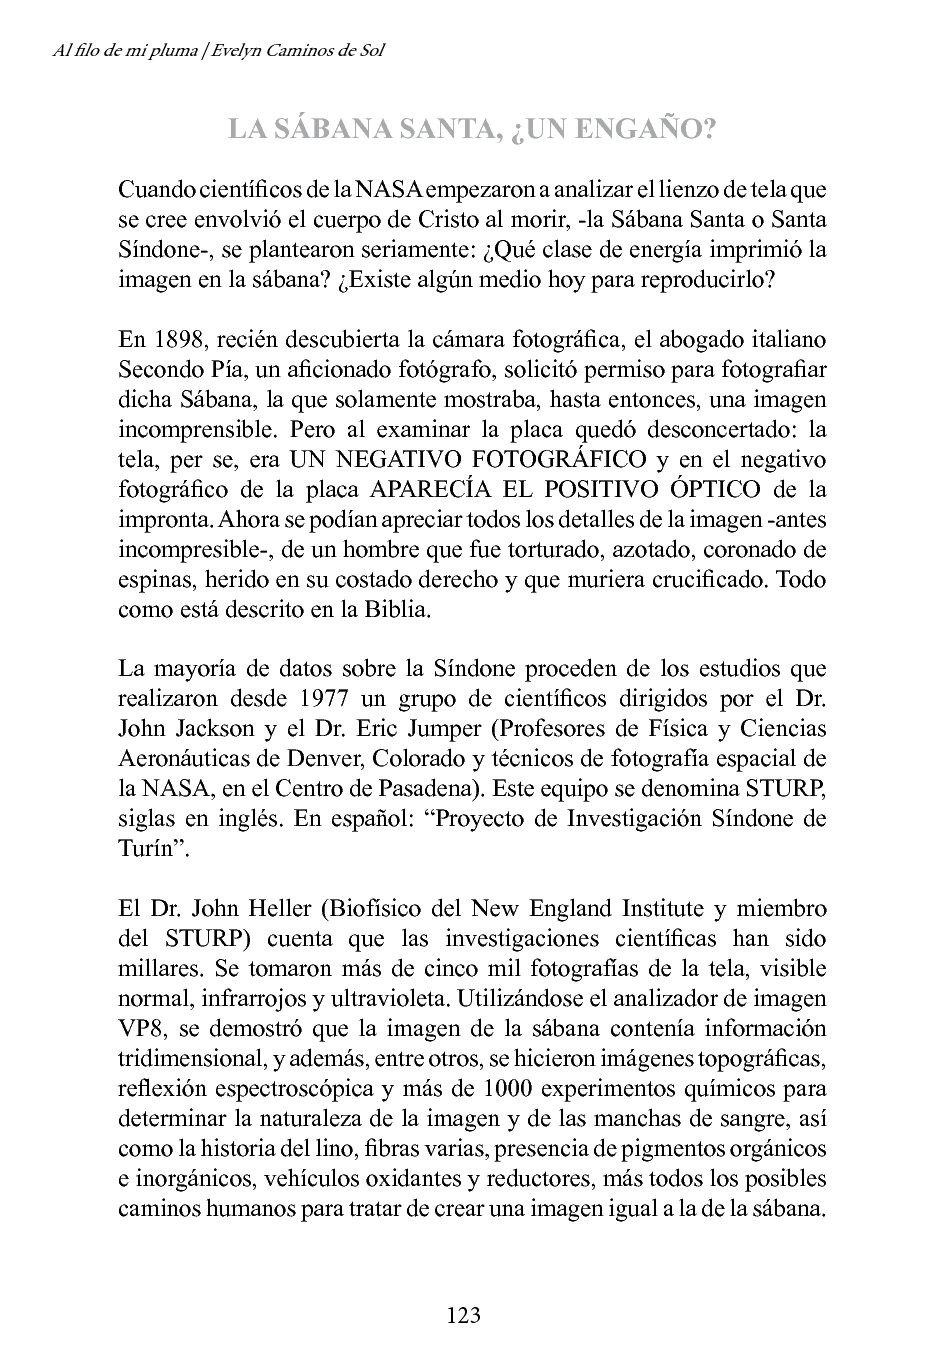 Al filo de mi pluma | Evelyn Caminos de Sol
LA SÁBANA SANTA, ¿UN ENGAÑO?
Cuando científicos de la NASA empezaron a analizar el lienzo de tela que
se cree envolvió el cuerpo de Cristo al morir, -la Sábana Santa o Santa
Síndone-, se plantearon seriamente: ¿Qué clase de energía imprimió la
imagen en la sábana? ¿Existe algún medio hoy para reproducirlo?
En 1898, recién descubierta la cámara fotográfica, el abogado italiano
Secondo Pía, un aficionado fotógrafo, solicitó permiso para fotografiar
dicha Sábana, la que solamente mostraba, hasta entonces, una imagen
incomprensible. Pero al examinar la placa quedó desconcertado: la
tela, per se, era UN NEGATIVO FOTOGRÁFICO y en el negativo
fotográfico de la placa APARECÍA EL POSITIVO ÓPTICO de la
impronta. Ahora se podían apreciar todos los detalles de la imagen -antes
incompresible-, de un hombre que fue torturado, azotado, coronado de
espinas, herido en su costado derecho y que muriera crucificado. Todo
como está descrito en la Biblia.
La mayoría de datos sobre la Síndone proceden de los estudios que
realizaron desde 1977 un grupo de científicos dirigidos por el Dr.
John Jackson y el Dr. Eric Jumper (Profesores de Física y Ciencias
Aeronáuticas de Denver, Colorado y técnicos de fotografía espacial de
la NASA, en el Centro de Pasadena). Este equipo se denomina STURP,
siglas en inglés. En español: “Proyecto de Investigación Síndone de
Turín”.
El Dr. John Heller (Biofísico del New England Institute y miembro
del STURP) cuenta que las investigaciones científicas han sido
millares. Se tomaron más de cinco mil fotografías de la tela, visible
normal, infrarrojos y ultravioleta. Utilizándose el analizador de imagen
VP8, se demostró que la imagen de la sábana contenía información
tridimensional, y además, entre otros, se hicieron imágenes topográficas,
reflexión espectroscópica y más de 1000 experimentos químicos para
determinar la naturaleza de la imagen y de las manchas de sangre, así
como la historia del lino, fibras varias, presencia de pigmentos orgánicos
e inorgánicos, vehículos oxidantes y reductores, más todos los posibles
caminos humanos para tratar de crear una imagen igual a la de la sábana.
123